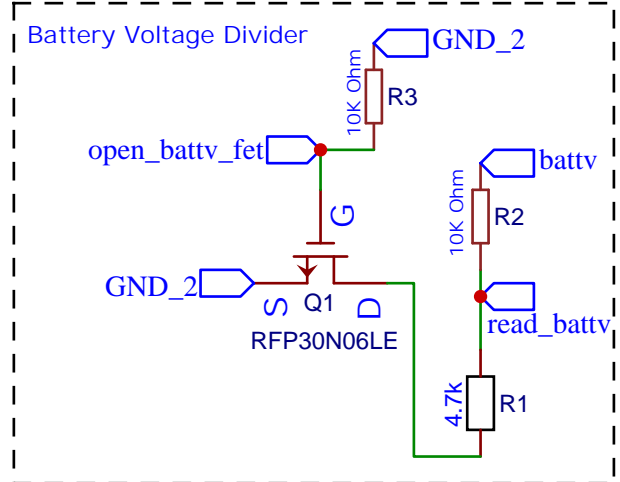 Battery Voltage Divider
GND_2
10K Ohm
R3
open_battv_fet
battv
G
10K Ohm
R2
GND_2
S
Q1
D
read_battv
RFP30N06LE
4.7k
R1